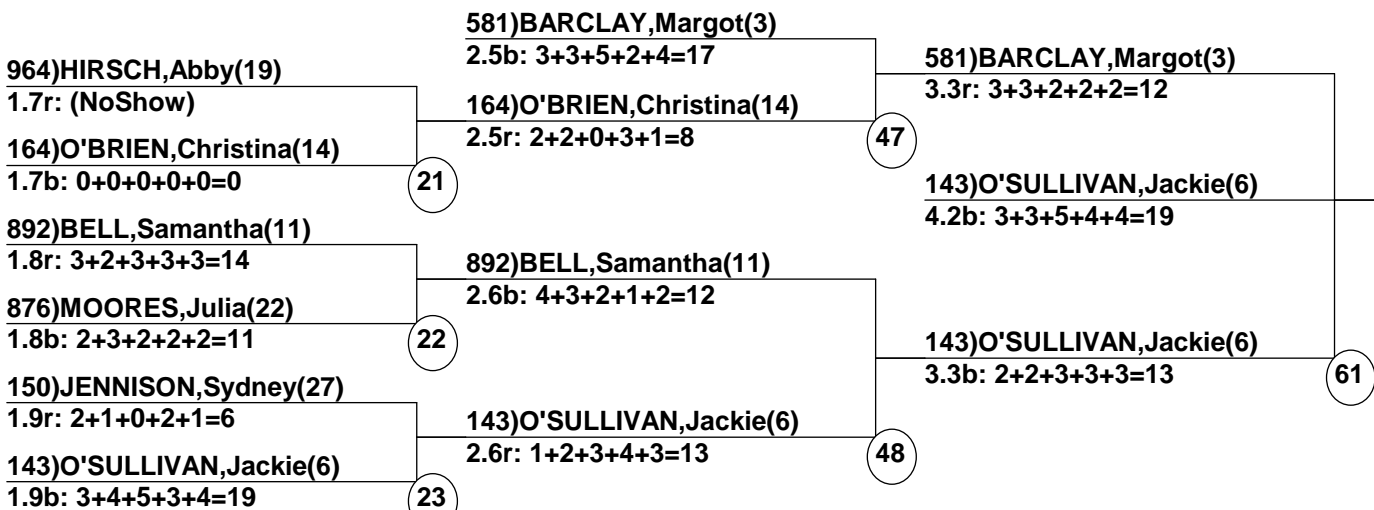 964)HIRSCH,Abby(19)
1.7r: (NoShow)
164)O'BRIEN,Christina(14)
1.7b: 0+0+0+0+0=0
21
892)BELL,Samantha(11)
1.8r: 3+2+3+3+3=14
876)MOORES,Julia(22)
1.8b: 2+3+2+2+2=11
22
150)JENNISON,Sydney(27)
1.9r: 2+1+0+2+1=6
143)O'SULLIVAN,Jackie(6)
1.9b: 3+4+5+3+4=19
23
581)BARCLAY,Margot(3)
2.5b: 3+3+5+2+4=17
164)O'BRIEN,Christina(14)
2.5r: 2+2+0+3+1=8
47
892)BELL,Samantha(11)
2.6b: 4+3+2+1+2=12
143)O'SULLIVAN,Jackie(6)
2.6r: 1+2+3+4+3=13
48
581)BARCLAY,Margot(3)
3.3r: 3+3+2+2+2=12
143)O'SULLIVAN,Jackie(6)
4.2b: 3+3+5+4+4=19
143)O'SULLIVAN,Jackie(6)
3.3b: 2+2+3+3+3=13
61